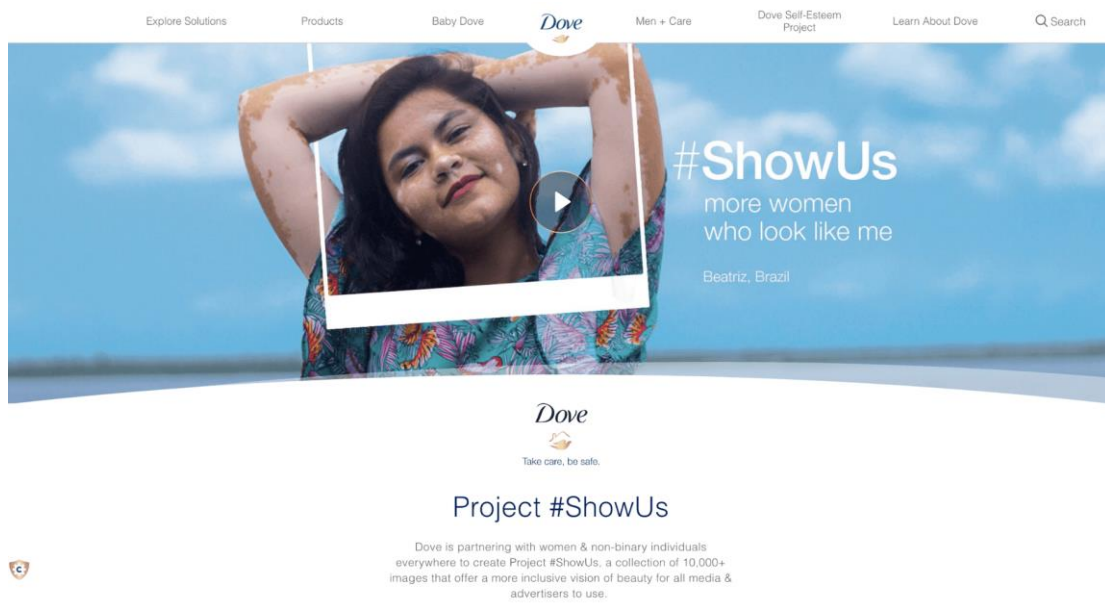 Explore Solutions
Products
Baby Dove
Dove
Men + Care
Dove Self-Esteem
Project
Learn About Dove
Search
#ShowUs
more women
who look like me
Beatriz, Brazil
Dove
Take care, be safe.
Project #ShowUs
Dove is partnering with women & non-binary individuals
everywhere to create Project #ShowUs, a collection of 10,000+
images that offer a more inclusive vision of beauty for all media &
advertisers to use.
C